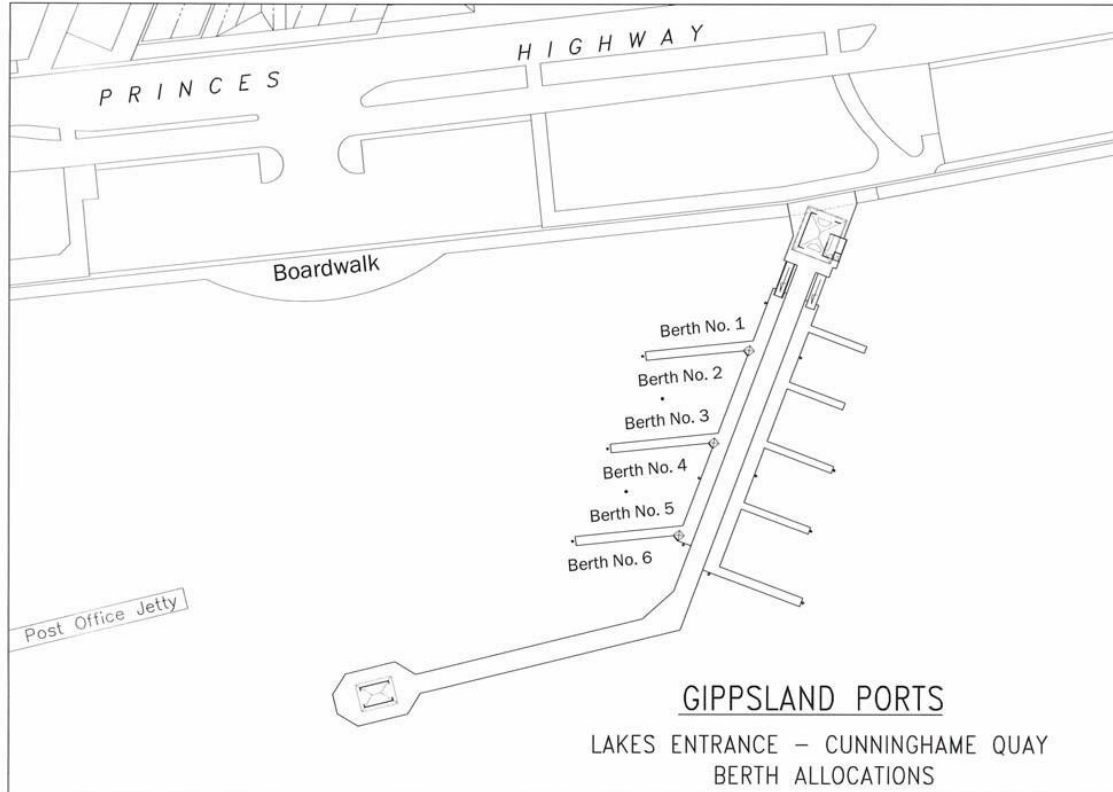 PRINCES HIGHWAY
Boardwalk
Berth No. 1
Berth No. 2
Berth No. 3
Berth No. 4
Berth No. 5
Berth No. 6
Post Office Jetty
GIPPSLAND PORTS
LAKES ENTRANCE – CUNNINGHAME QUAY
BERTH ALLOCATIONS